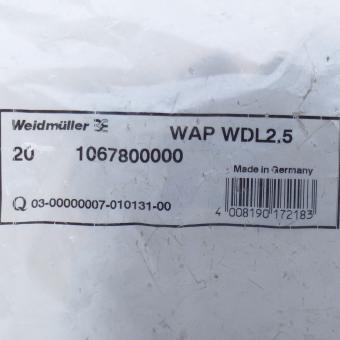 Weidmüller WAP WDL2.5
20 1067800000
Made in Germany
Q 03-00000007-010131-00
4 008190 172183